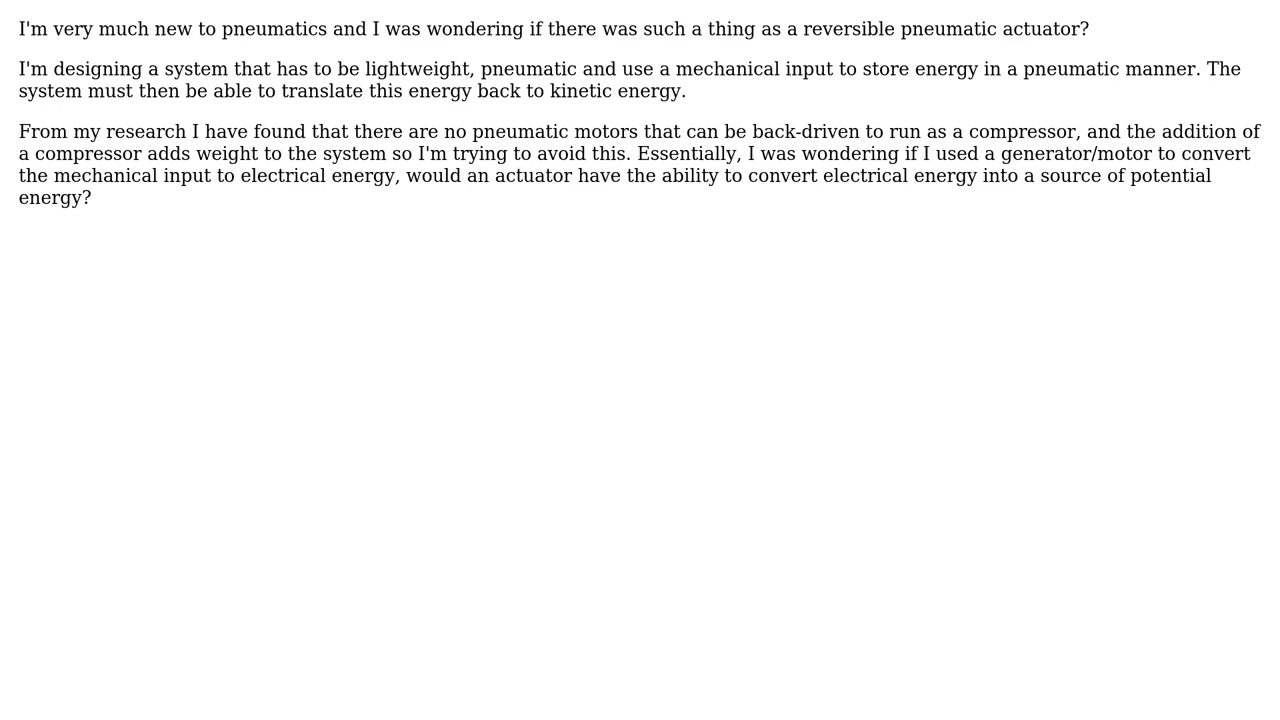 I'm very much new to pneumatics and I was wondering if there was such a thing as a reversible pneumatic actuator?
I'm designing a system that has to be lightweight, pneumatic and use a mechanical input to store energy in a pneumatic manner. The
system must then be able to translate this energy back to kinetic energy.
From my research I have found that there are no pneumatic motors that can be back-driven to run as a compressor, and the addition of
a compressor adds weight to the system so I'm trying to avoid this. Essentially, I was wondering if I used a generator/motor to convert
the mechanical input to electrical energy, would an actuator have the ability to convert electrical energy into a source of potential
energy?